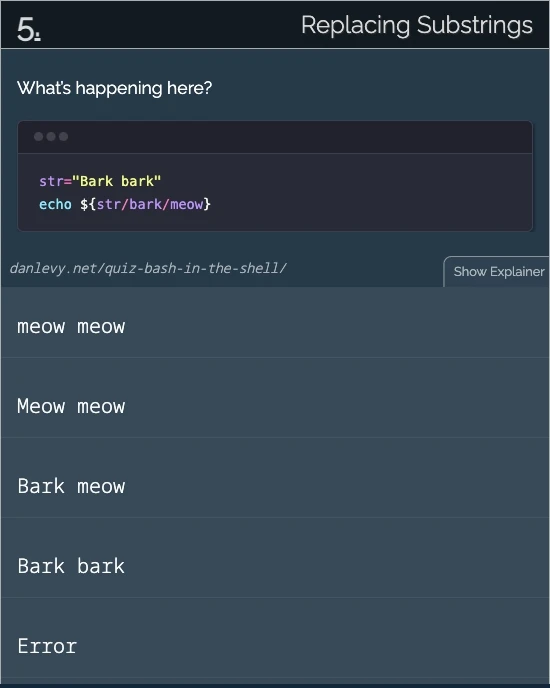 5.
Replacing Substrings
What's happening here?
str="Bark bark"
echo ${str/bark/meow}
danlevy.net/quiz-bash-in-the-shell/
Show Explainer
meow meow
Meow meow
Bark meow
Bark bark
Error